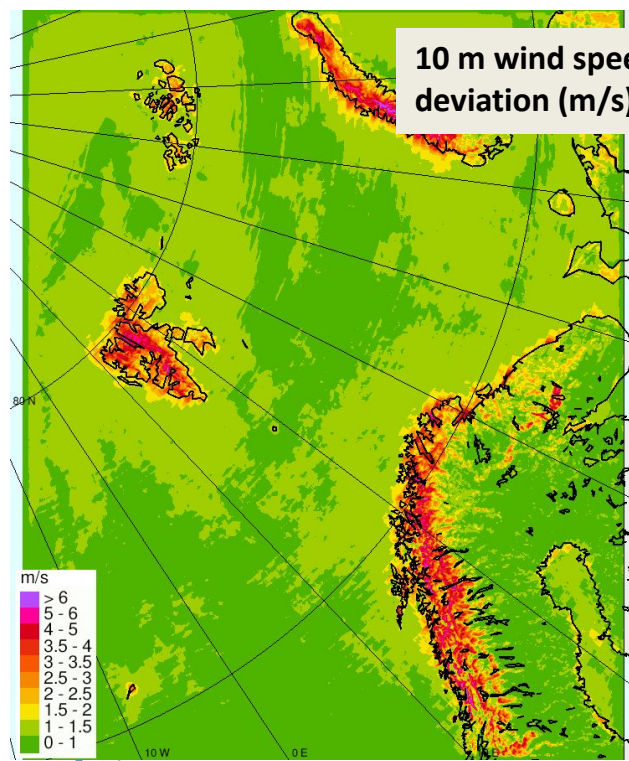 10 m wind spee
deviation (m/s)
80 N
m/s
> 6
5 - 6
4 - 5
3.5 - 4
3 - 3.5
2.5 - 3
2 - 2.5
1.5 - 2
1 - 1.5
0 - 1
10 W
0 E